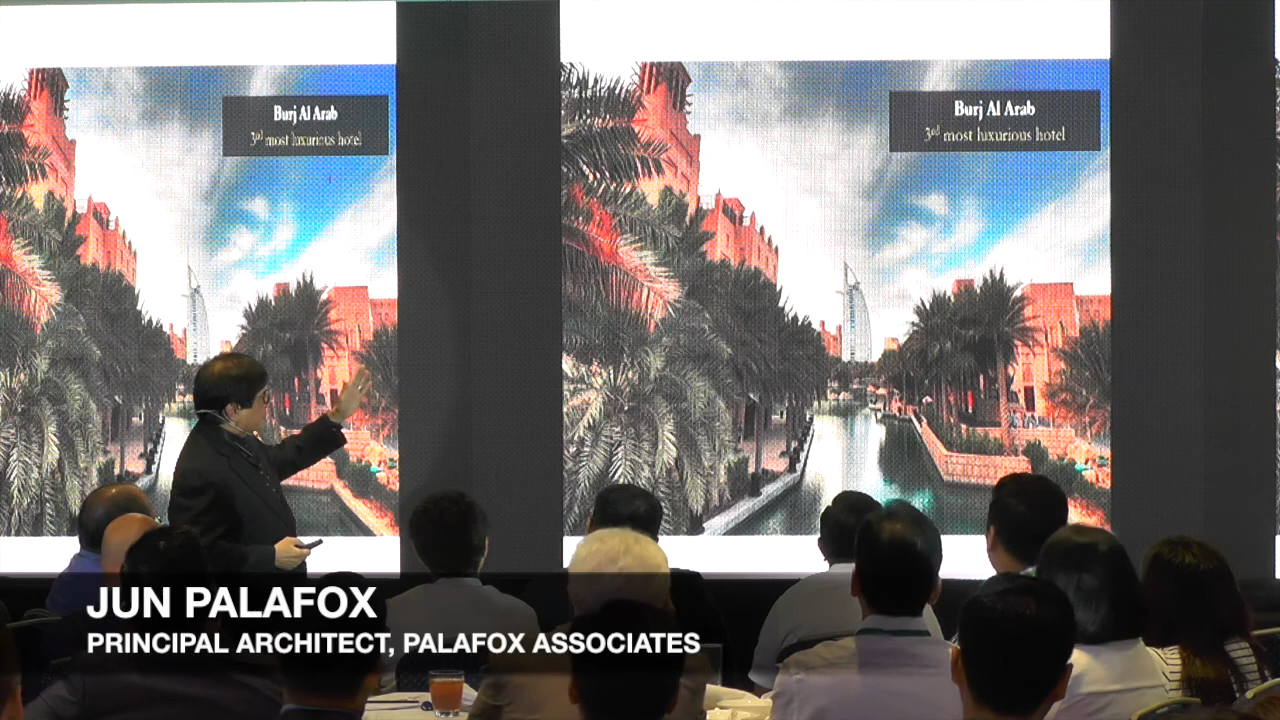 Burj Al Arab
3rd most luxurious hotel
Burj Al Arab
3rd most luxurious hotel
JUN PALAFOX
PRINCIPAL ARCHITECT, PALAFOX ASSOCIATES